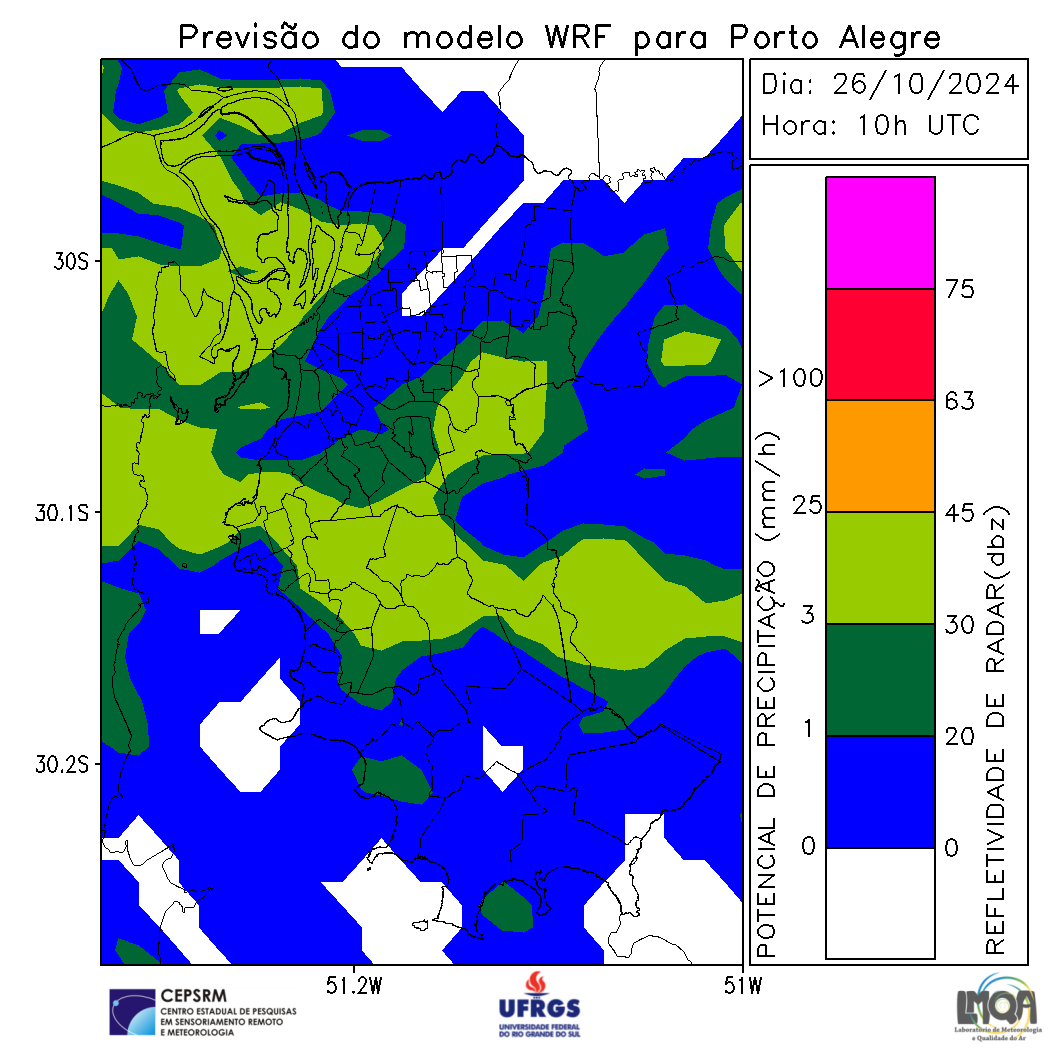 Previsão do modelo WRF para Porto Alegre
Dia: 26/10/2024
Hora: 10h UTC
30S
30.1S
30.2S
51.2W
51W
POTENCIAL DE PRECIPITAÇÃO (mm/h)
>100
25
3
1
0
75
63
45
30
20
0
REFLETIVIDADE DE RADAR(dbz)
CEPSRM
CENTRO ESTADUAL DE PESQUISAS
EM SENSORIAMENTO REMOTO
E METEOROLOGIA
UFRGS
UNIVERSIDADE FEDERAL
DO RIO GRANDE DO SUL
LMQA
Laboratório de Meteorologia
e Qualidade do Ar